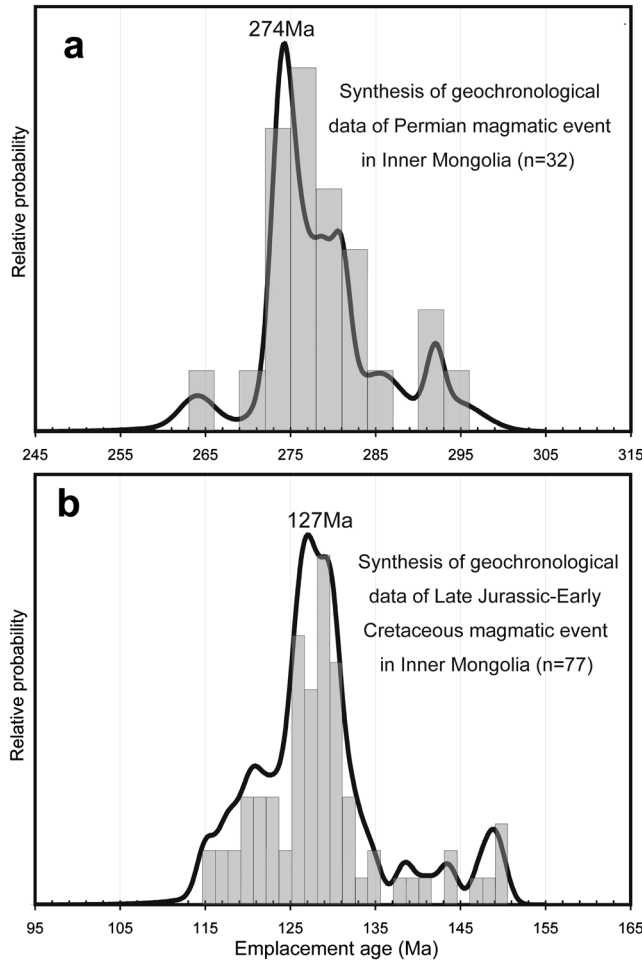 a
274Ma
Synthesis of geochronological
data of Permian magmatic event
in Inner Mongolia (n=32)
Relative probability
245 255 265 275 285 295 305 315
b
127Ma
Synthesis of geochronological
data of Late Jurassic-Early
Cretaceous magmatic event
in Inner Mongolia (n=77)
Relative probability
95 105 115 125 135 145 155 165
Emplacement age (Ma)